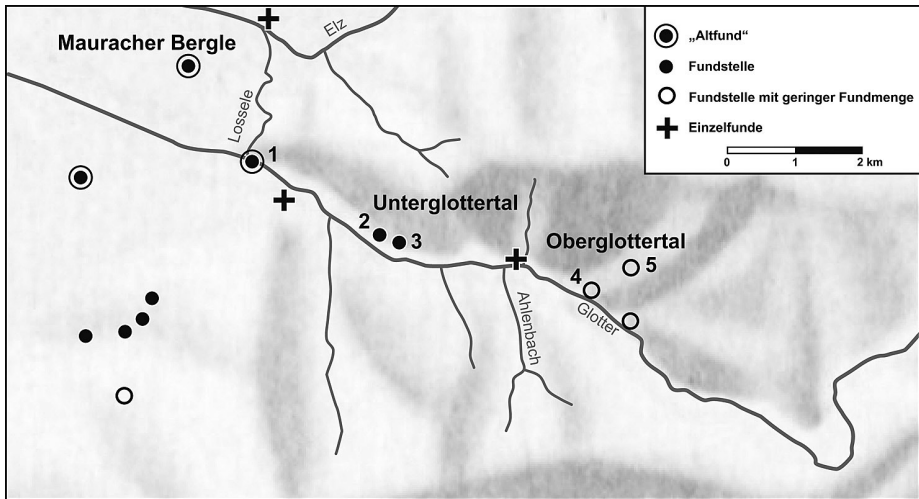 Mauracher Bergle
Elz
Lossele
1
Unterglottertal
2
3
Oberglottertal
4
5
Glotter
Ahlenbach
„Altfund“
Fundstelle
Fundstelle mit geringer Fundmenge
Einzelfunde
0 1 2 km